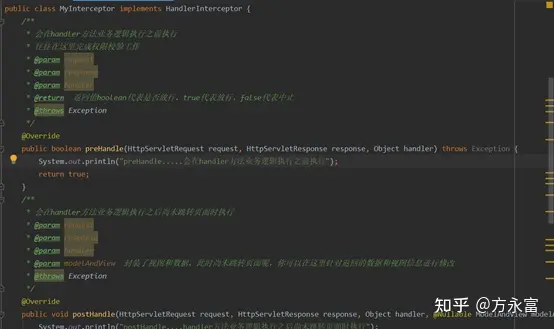 public class MyInterceptor implements HandlerInterceptor {
/**
* 会在handler方法业务逻辑执行之前执行
* 往往在这里完成权限校验工作
* @param request
* @param response
* @param handler
* @return 返回值boolean代表是否放行，true代表放行，false代表中止
* @throws Exception
*/
@Override
public boolean preHandle(HttpServletRequest request, HttpServletResponse response, Object handler) throws Exception {
System.out.println("preHandle.....会在handler方法业务逻辑执行之前执行");
return true;
}
/**
* 会在handler方法业务逻辑执行之后尚未跳转页面时执行
* @param request
* @param response
* @param handler
* @param modelAndView 封装了视图和数据，此时尚未跳转页面呢，你可以在这里针对返回的数据和视图信息进行修改
* @throws Exception
*/
@Override
public void postHandle(HttpServletRequest request, HttpServletResponse response, Object handler, @Nullable ModelAndView model
System.out.println("postHandle....handler方法业务逻辑执行之后尚未跳转页面时执行");
知乎 @方永富